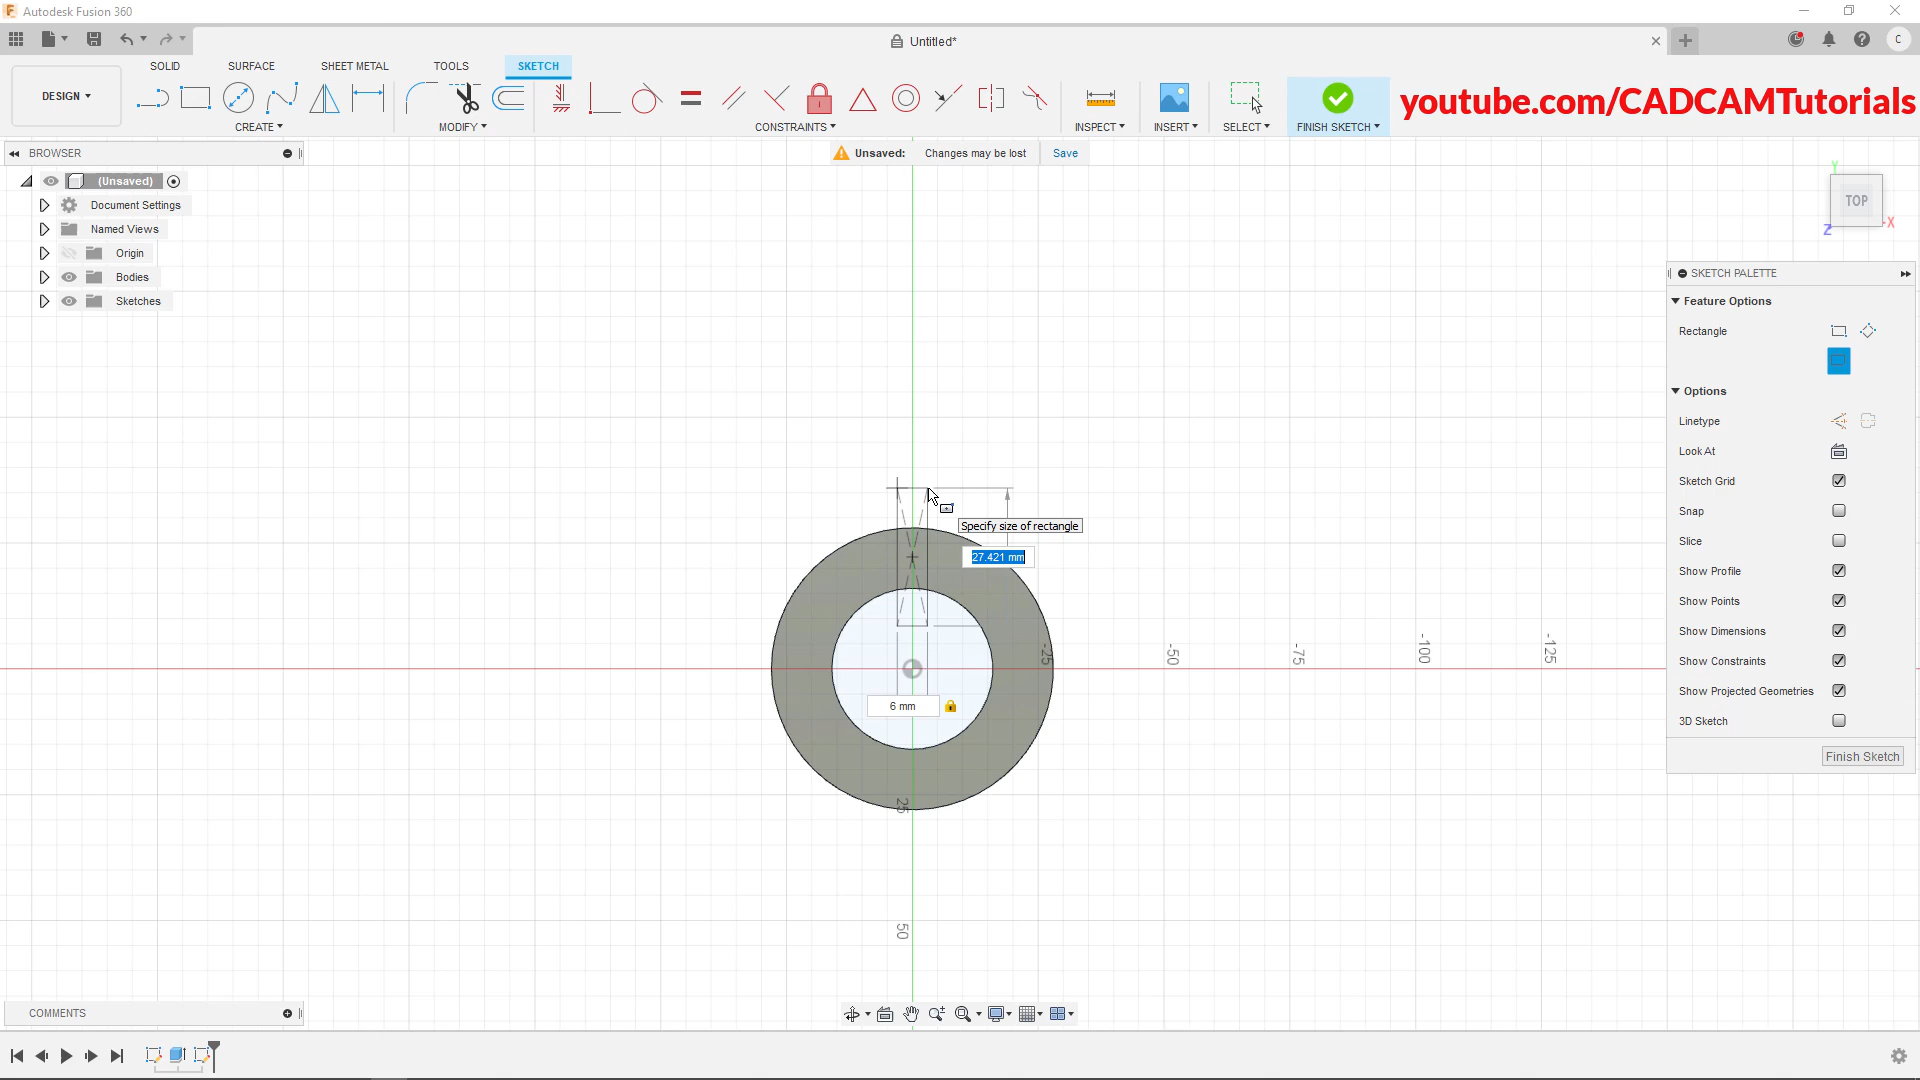 Autodesk Fusion 360
Untitled*
C
DESIGN
SOLID
SURFACE
SHEET METAL
TOOLS
SKETCH
CREATE
MODIFY
CONSTRAINTS
INSPECT
INSERT
SELECT
FINISH SKETCH
youtube.com/CADCAMTutorials
BROWSER
Unsaved:
Changes may be lost
Save
(Unsaved)
Document Settings
Named Views
Origin
Bodies
Sketches
Y
TOP
Z
-X
SKETCH PALETTE
Feature Options
Rectangle
Options
Linetype
Look At
Sketch Grid
Snap
Slice
Show Profile
Show Points
Show Dimensions
Show Constraints
Show Projected Geometries
3D Sketch
Finish Sketch
Specify size of rectangle
27.421 mm
-25
-50
-75
-100
-125
6 mm
25
50
COMMENTS